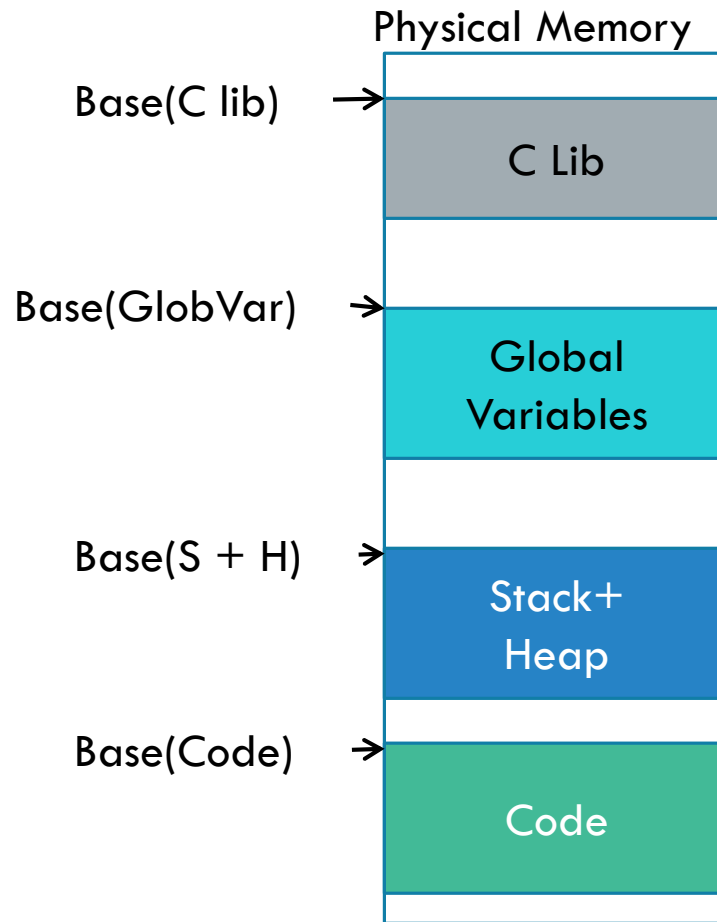 Physical Memory
Base(C lib)
C Lib
Base(GlobVar)
Global
Variables
Base(S + H)
Stack+
Heap
Base(Code)
Code